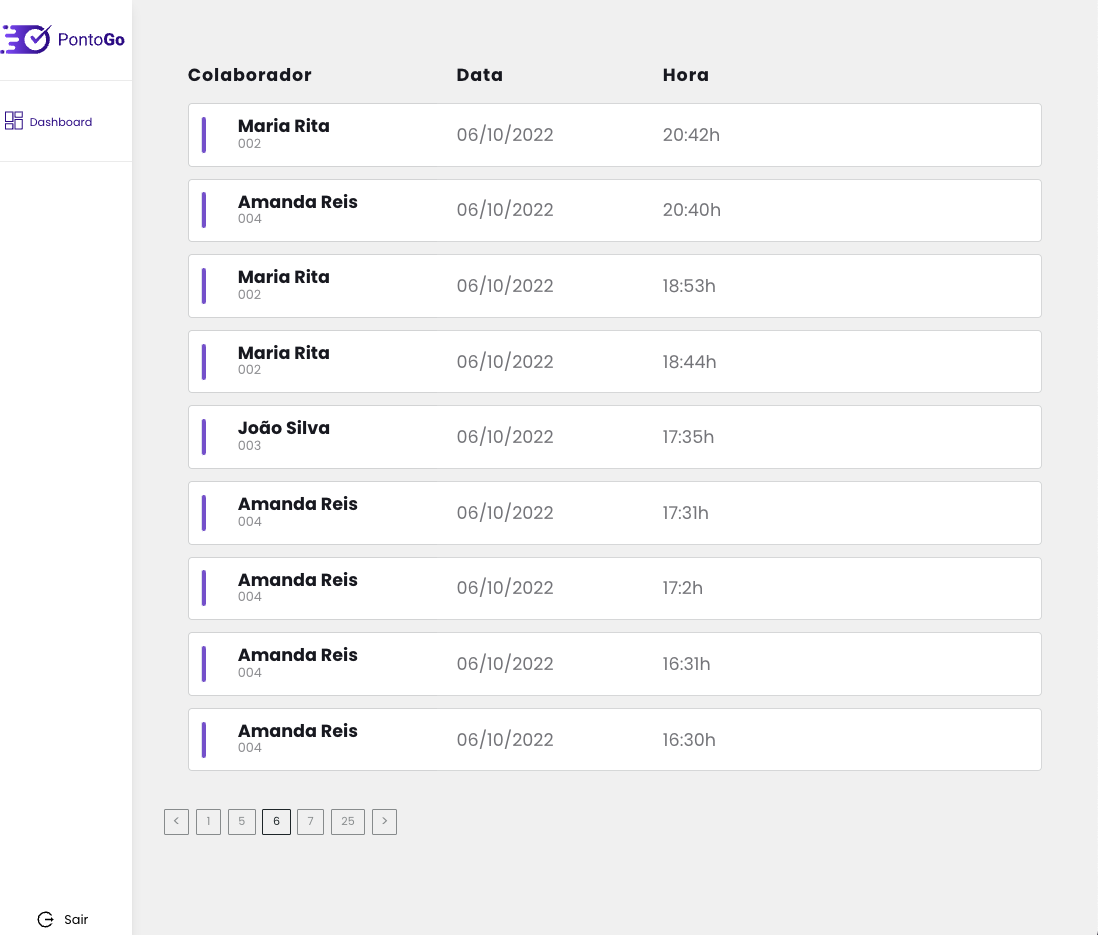 PontoGo
Dashboard
Colaborador Data Hora
Maria Rita
002
06/10/2022 20:42h
Amanda Reis
004
06/10/2022 20:40h
Maria Rita
002
06/10/2022 18:53h
Maria Rita
002
06/10/2022 18:44h
João Silva
003
06/10/2022 17:35h
Amanda Reis
004
06/10/2022 17:31h
Amanda Reis
004
06/10/2022 17:2h
Amanda Reis
004
06/10/2022 16:31h
Amanda Reis
004
06/10/2022 16:30h
< 1 5 6 7 25 >
Sair